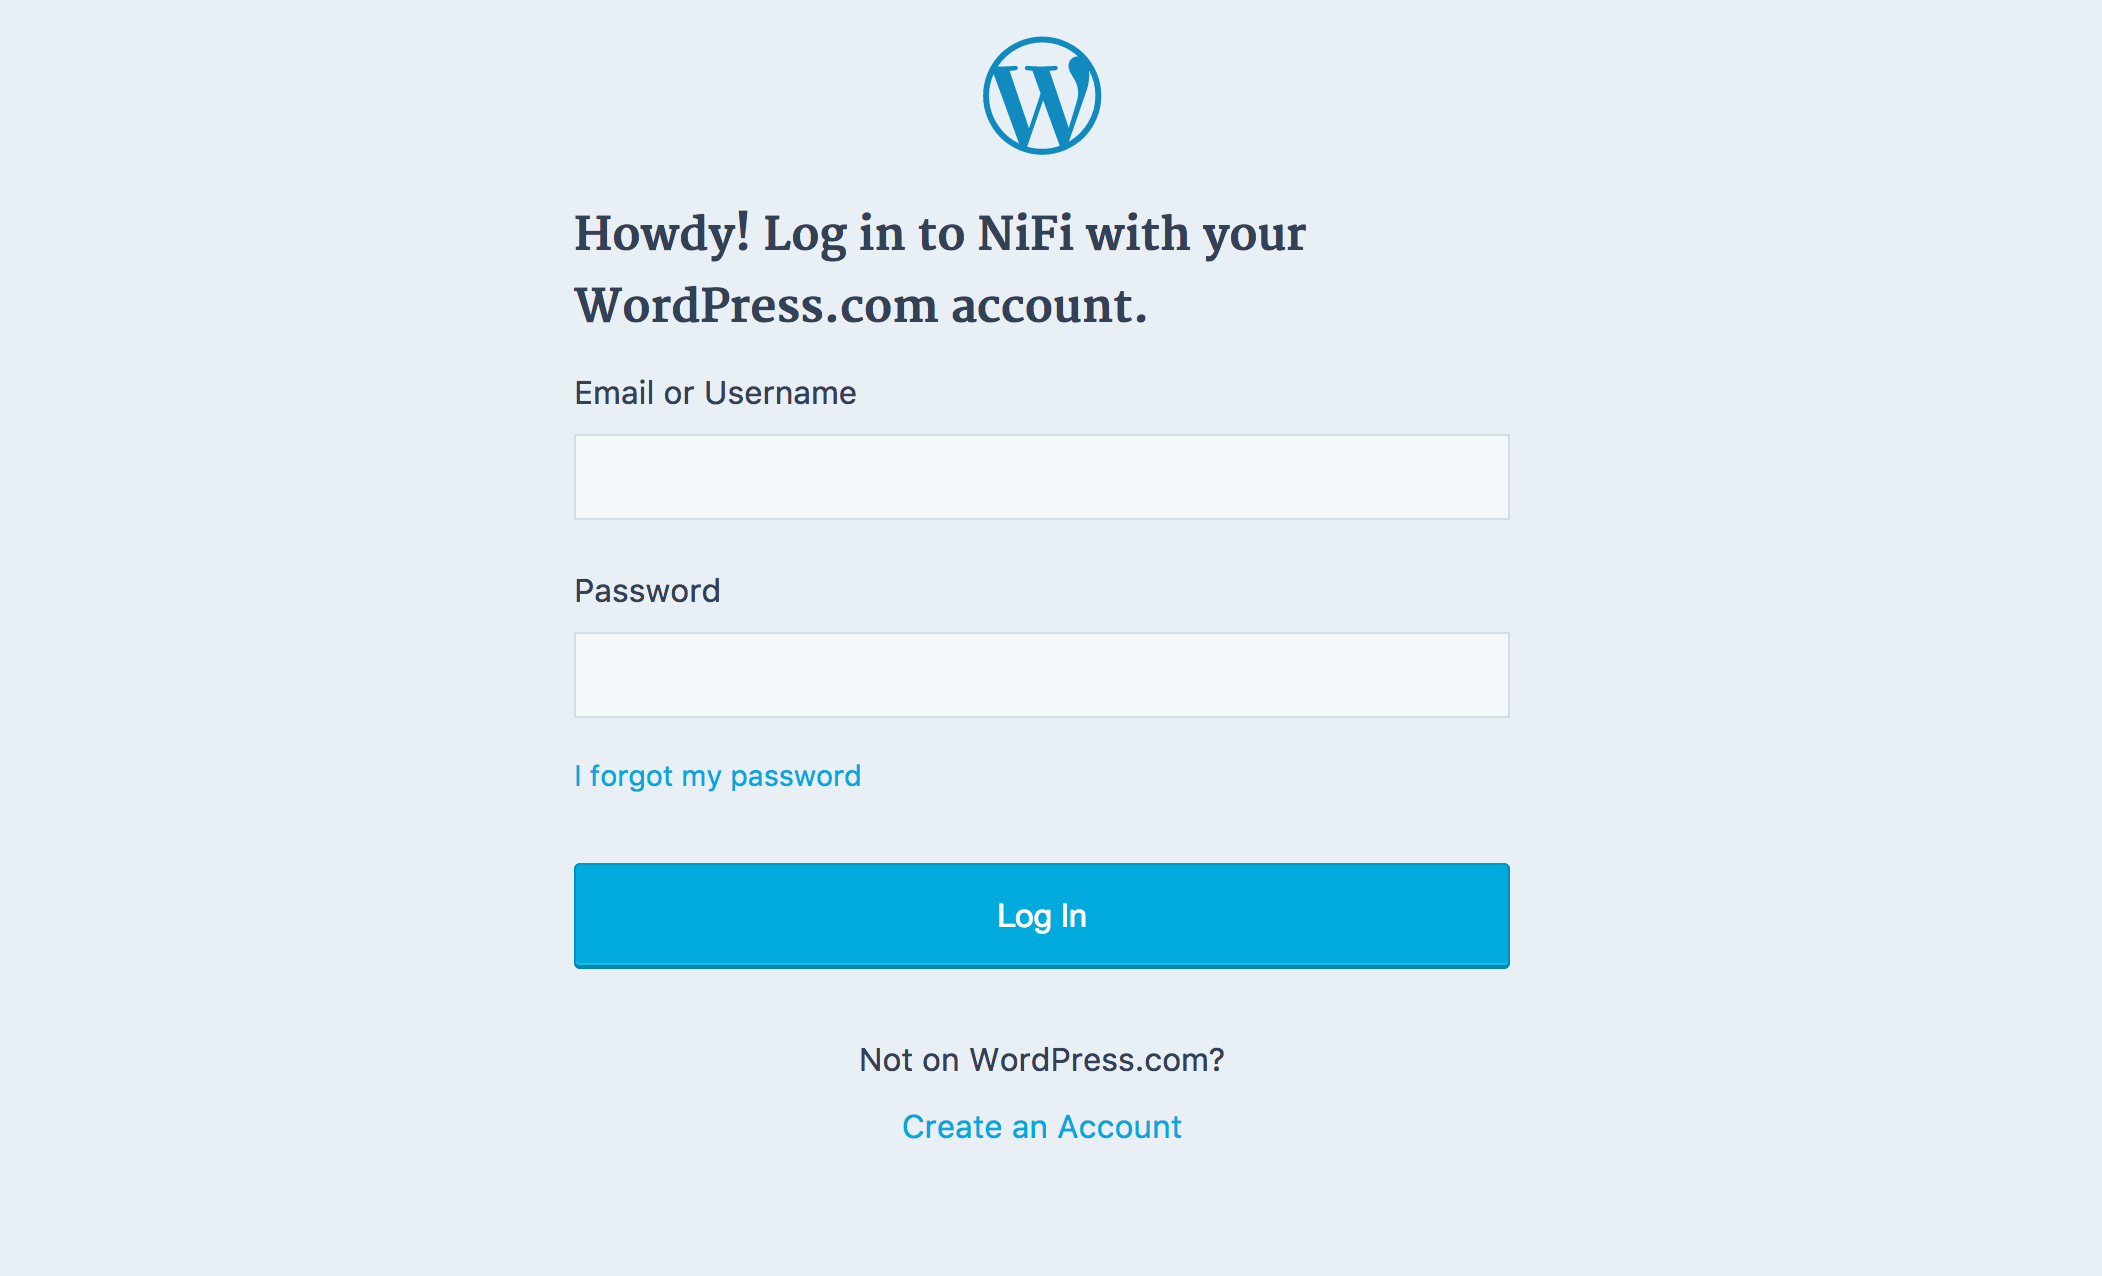 Howdy! Log in to NiFi with your
WordPress.com account.
Email or Username
Password
I forgot my password
Log In
Not on WordPress.com?
Create an Account